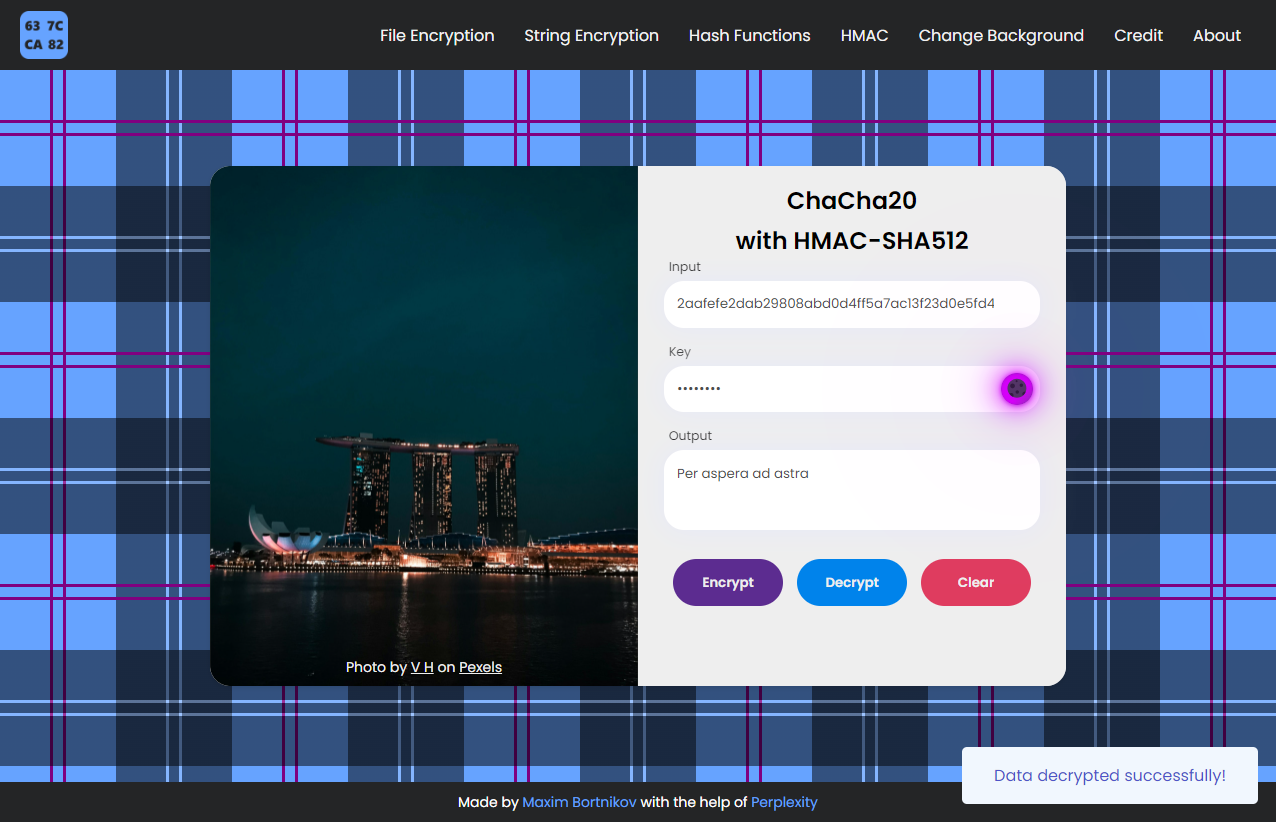 63 7C
CA 82
File Encryption String Encryption Hash Functions HMAC Change Background Credit About
ChaCha20
with HMAC-SHA512
Input
2aafefe2dab29808abd0d4ff5a7ac13f23d0e5fd4
Key
••••••••
Output
Per aspera ad astra
Encrypt Decrypt Clear
Photo by V H on Pexels
Data decrypted successfully!
Made by Maxim Bortnikov with the help of Perplexity